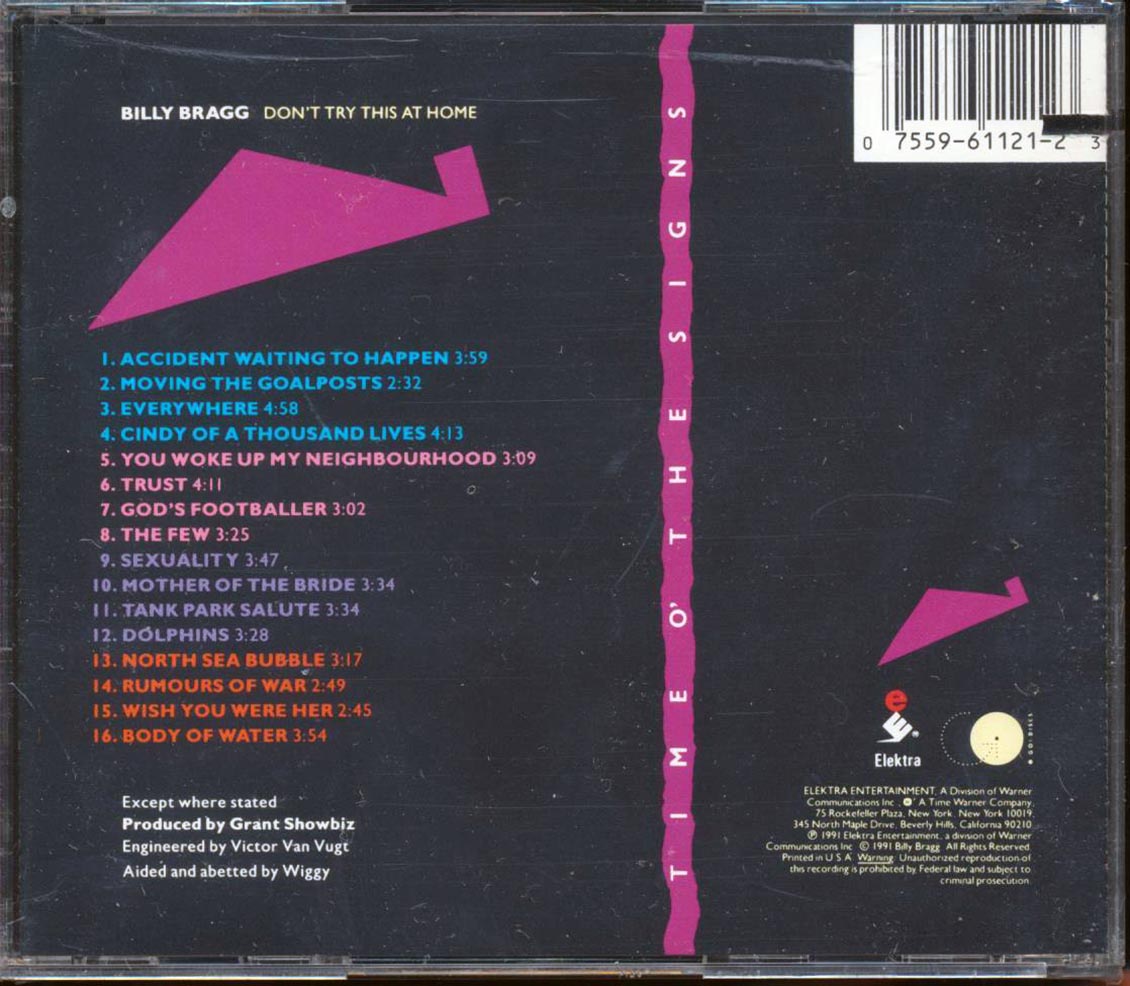 BILLY BRAGG DON'T TRY THIS AT HOME
1. ACCIDENT WAITING TO HAPPEN 3:59
2. MOVING THE GOALPOSTS 2:32
3. EVERYWHERE 4:58
4. CINDY OF A THOUSAND LIVES 4:13
5. YOU WOKE UP MY NEIGHBOURHOOD 3:09
6. TRUST 4:11
7. GOD'S FOOTBALLER 3:02
8. THE FEW 3:25
9. SEXUALITY 3:47
10. MOTHER OF THE BRIDE 3:34
11. TANK PARK SALUTE 3:34
12. DOLPHINS 3:28
13. NORTH SEA BUBBLE 3:17
14. RUMOURS OF WAR 2:49
15. WISH YOU WERE HER 2:45
16. BODY OF WATER 3:54
Except where stated
Produced by Grant Showbiz
Engineered by Victor Van Vugt
Aided and abetted by Wiggy
TIME O' THE SIGNS
0 7559-61121-2 3
e
E®
Elektra
GO! DISCS
ELEKTRA ENTERTAINMENT, A Division of Warner
Communications Inc., A Time Warner Company,
75 Rockefeller Plaza, New York, New York 10019,
345 North Maple Drive, Beverly Hills, California 90210
℗ 1991 Elektra Entertainment, a division of Warner
Communications Inc © 1991 Billy Bragg All Rights Reserved.
Printed in U S A Warning: Unauthorized reproduction of
this recording is prohibited by Federal law and subject to
criminal prosecution.